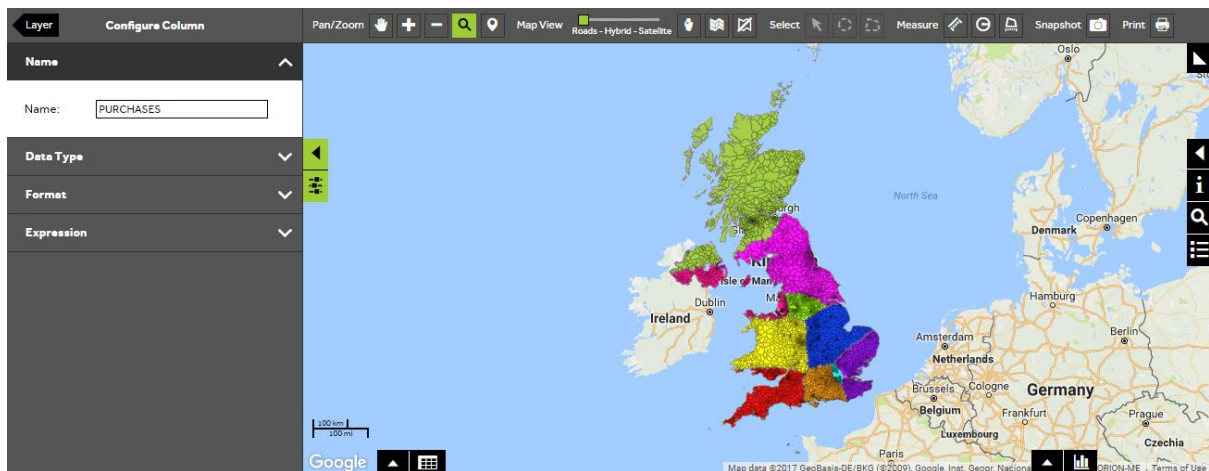 Layer
Configure Column
Pan/Zoom
Map View
Roads - Hybrid - Satellite
Select
Measure
Snapshot
Print
Name
Name:
PURCHASES
Data Type
Format
Expression
Oslo
North Sea
Copenhagen
Denmark
Isle of Man
Dublin
Ireland
Hamburg
Berlin
Amsterdam
Netherlands
Brussels
Cologne
Germany
Belgium
Frankfurt
Prague
Luxembourg
Czechia
Paris
100 km
100 mi
Google
Map data ©2017 GeoBasis-DE/BKG (©2009), Google, Inst. Geogr. Naciona
ORION-ME
Terms of Use